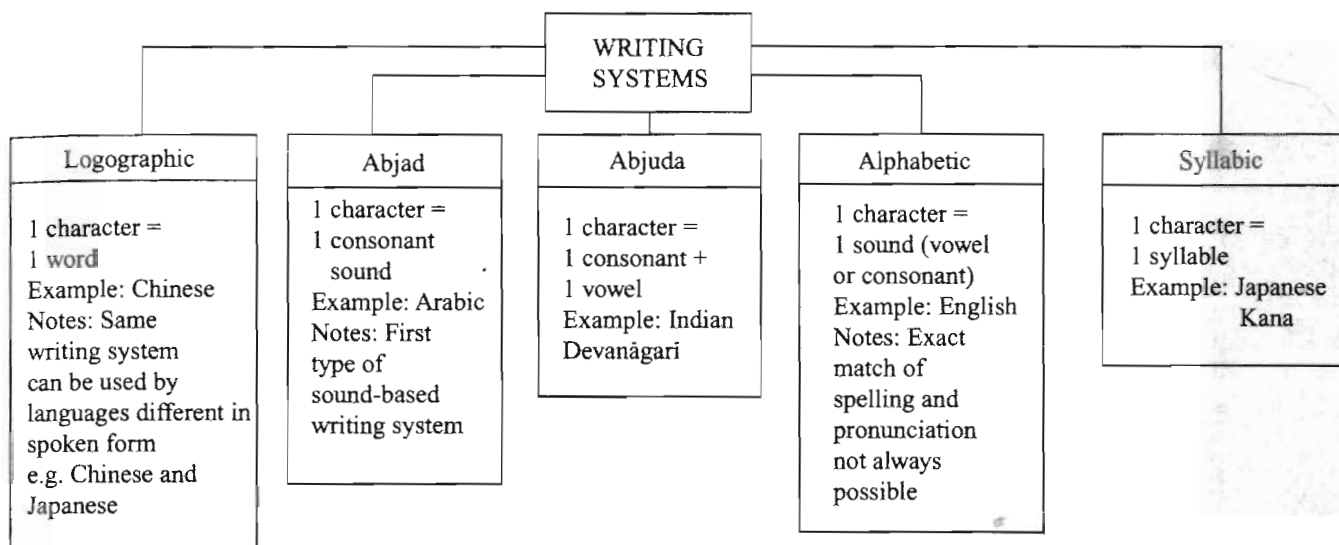 WRITING
SYSTEMS
Logographic
1 character =
1 word
Example: Chinese
Notes: Same
writing system
can be used by
languages different in
spoken form
e.g. Chinese and
Japanese
Abjad
1 character =
1 consonant
sound
Example: Arabic
Notes: First
type of
sound-based
writing system
Abjuda
1 character =
1 consonant +
1 vowel
Example: Indian
Devanāgarī
Alphabetic
1 character =
1 sound (vowel
or consonant)
Example: English
Notes: Exact
match of
spelling and
pronunciation
not always
possible
Syllabic
1 character =
1 syllable
Example: Japanese
Kana